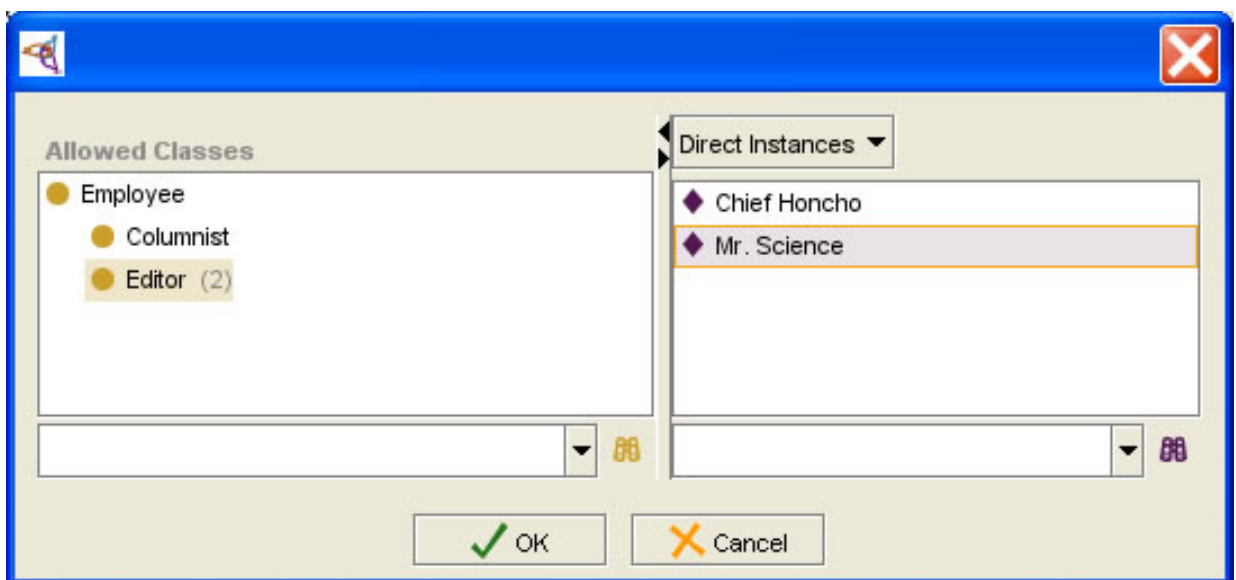 Allowed Classes
Employee
Columnist
Editor (2)
Direct Instances
Chief Honcho
Mr. Science
OK
Cancel